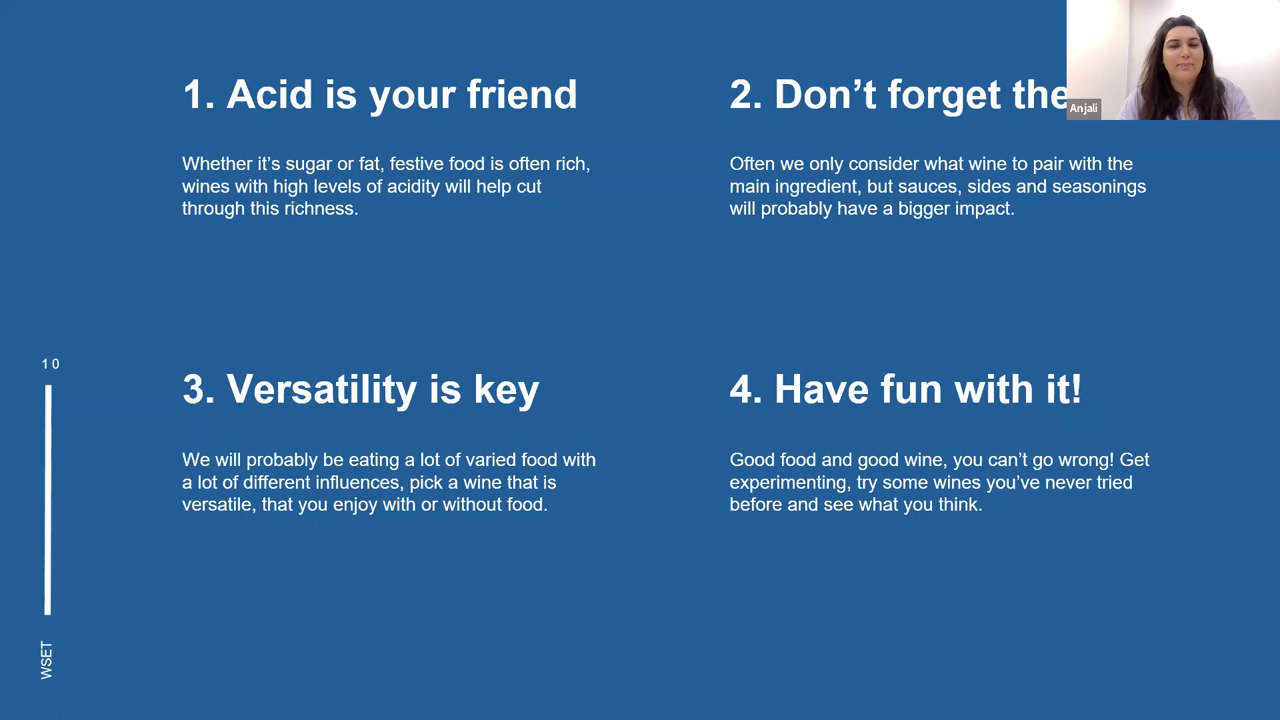 1. Acid is your friend
Whether it’s sugar or fat, festive food is often rich,
wines with high levels of acidity will help cut
through this richness.
2. Don’t forget the
Anjali
Often we only consider what wine to pair with the
main ingredient, but sauces, sides and seasonings
will probably have a bigger impact.
3. Versatility is key
We will probably be eating a lot of varied food with
a lot of different influences, pick a wine that is
versatile, that you enjoy with or without food.
4. Have fun with it!
Good food and good wine, you can’t go wrong! Get
experimenting, try some wines you’ve never tried
before and see what you think.
10
WSET